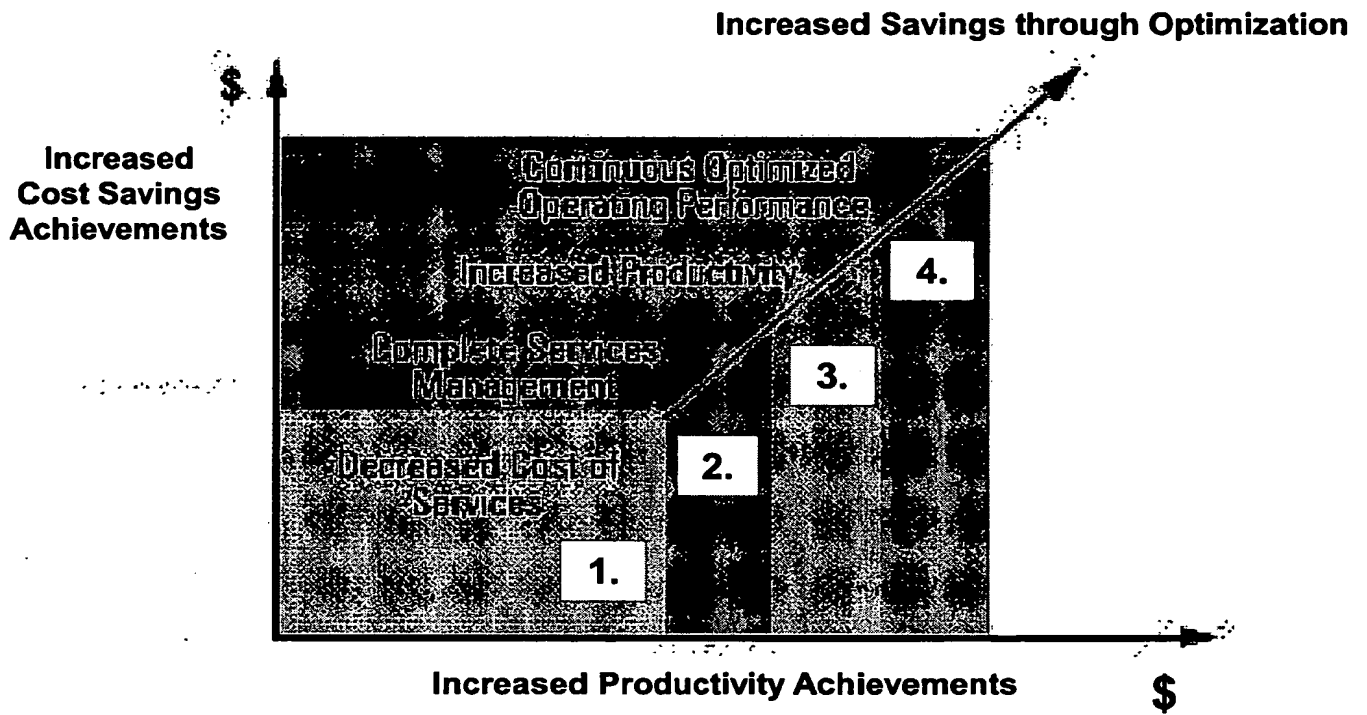 Increased Savings through Optimization
$
Increased
Cost Savings
Achievements
Continuous Optimized
Operating Performance
Increased Productivity
4.
Complete Services
Management
3.
Decreased Cost of
Services
2.
1.
Increased Productivity Achievements
$